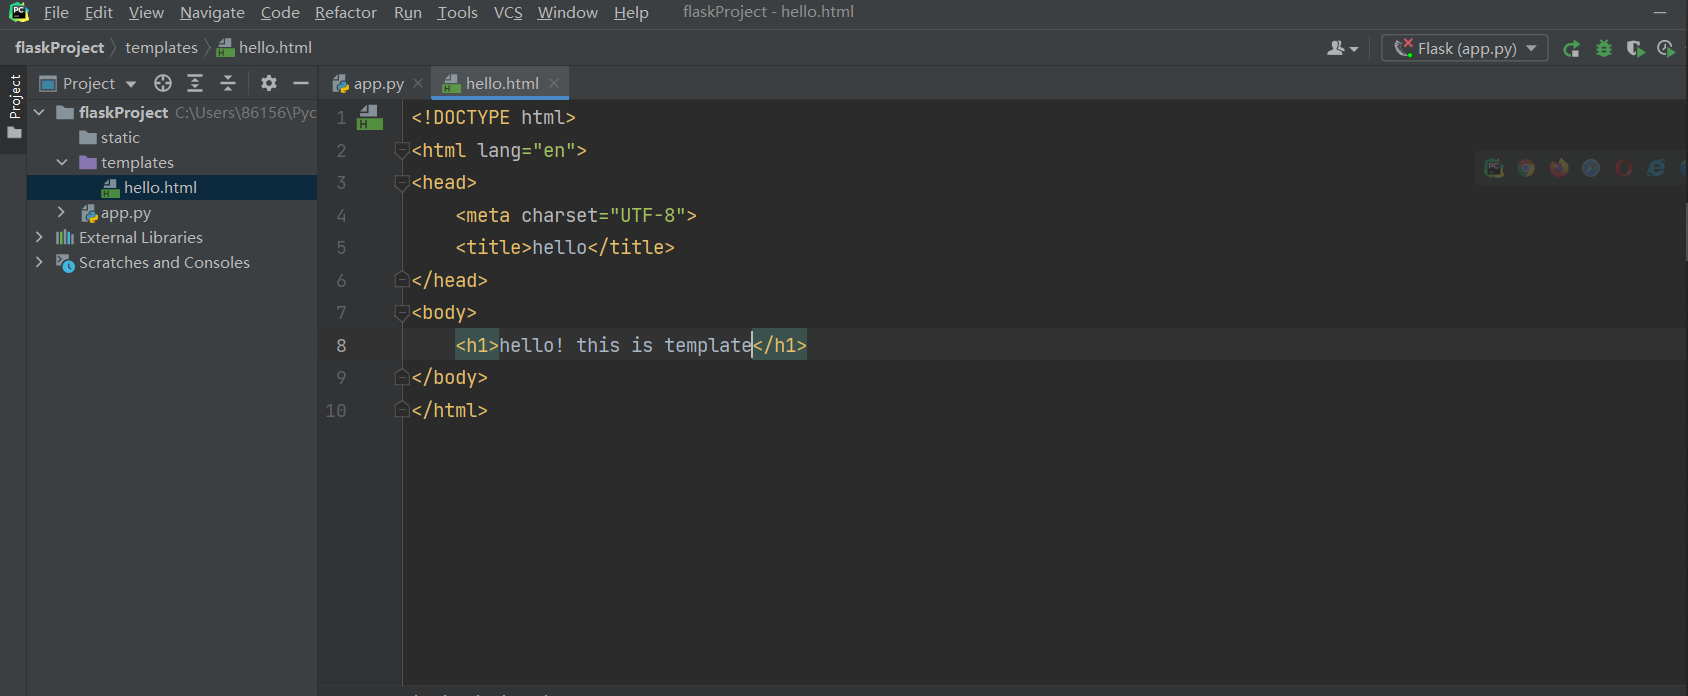 PC File Edit View Navigate Code Refactor Run Tools VCS Window Help flaskProject - hello.html
flaskProject templates hello.html Flask (app.py)
Project
Project app.py hello.html
flaskProject C:\Users\86156\Pyc
static
templates
hello.html
app.py
External Libraries
Scratches and Consoles
1 <!DOCTYPE html>
2 <html lang="en">
3 <head>
4 <meta charset="UTF-8">
5 <title>hello</title>
6 </head>
7 <body>
8 <h1>hello! this is template</h1>
9 </body>
10 </html>